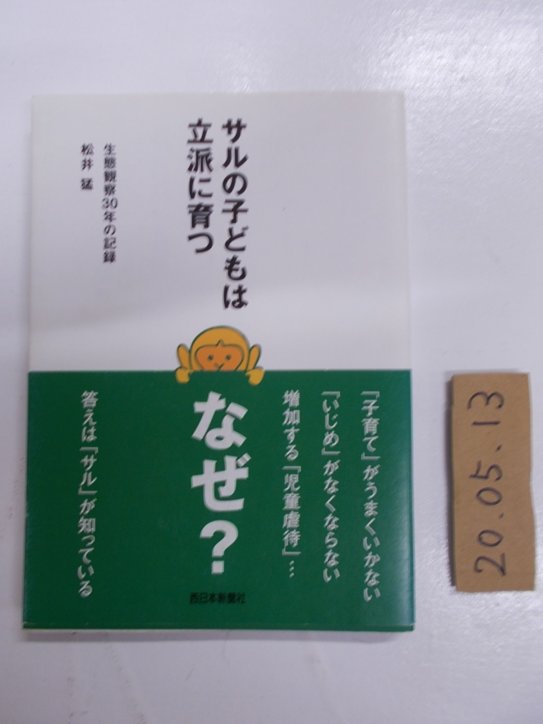 サルの子どもは
立派に育つ
生態観察30年の記録
松井 猛
「子育て」がうまくいかない
「いじめ」がなくならない
増加する「児童虐待」…
なぜ?
答えは「サル」が知っている
西日本新聞社
20.05.13